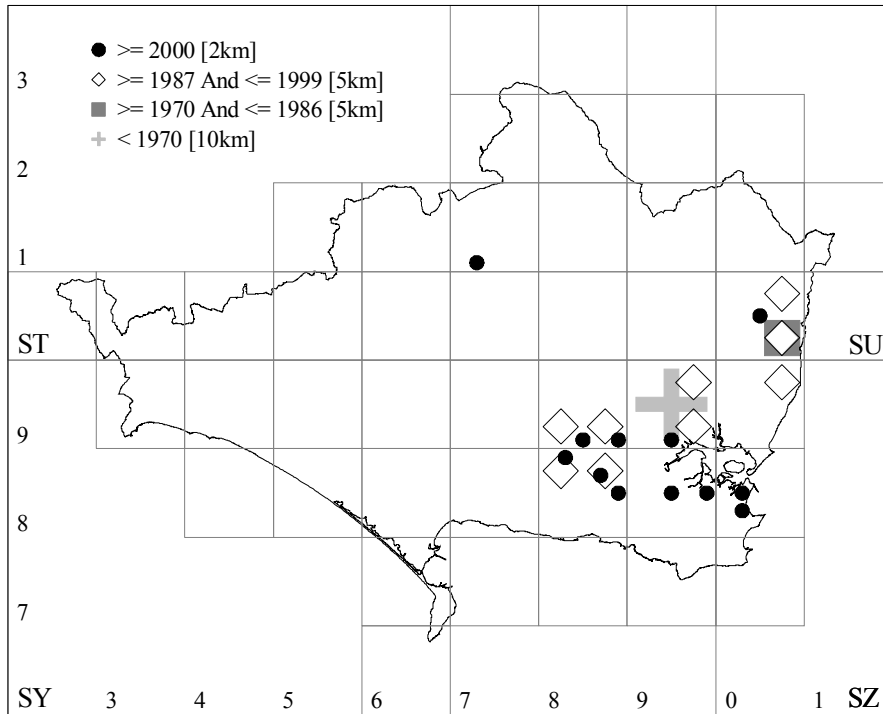 >= 2000 [2km]
>= 1987 And <= 1999 [5km]
>= 1970 And <= 1986 [5km]
< 1970 [10km]
3
2
1
ST
SU
9
8
7
SY 3 4 5 6 7 8 9 0 1 SZ